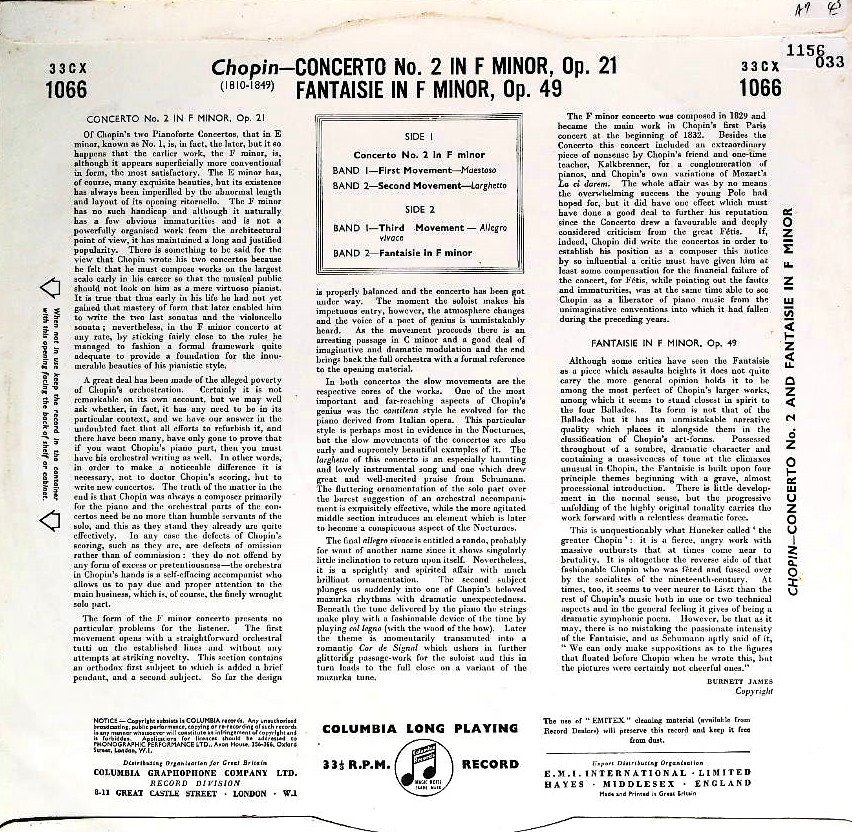 A9
33CX
1066
Chopin—CONCERTO No. 2 IN F MINOR, Op. 21
(1810-1849) FANTAISIE IN F MINOR, Op. 49
33CX
1066
1156
033
CONCERTO No. 2 IN F MINOR, Op. 21
Of Chopin's two Pianoforte Concertos, that in E
minor, known as No. 1, is, in fact, the later, but it so
happens that the earlier work, the F minor, is,
although it appears superficially more conventional
in form, the most satisfactory. The E minor has,
of course, many exquisite beauties, but its existence
has always been imperilled by the abnormal length
and layout of its opening ritornello. The F minor
has no such handicap and although it naturally
has a few obvious immaturities and is not a
powerfully organised work from the architectural
point of view, it has maintained a long and justified
popularity. There is something to be said for the
view that Chopin wrote his two concertos because
he felt that he must compose works on the largest
scale early in his career so that the musical public
should not look on him as a mere virtuoso pianist.
It is true that thus early in his life he had not yet
gained that mastery of form that later enabled him
to write the two last sonatas and the violoncello
sonata ; nevertheless, in the F minor concerto at
any rate, by sticking fairly close to the rules he
managed to fashion a formal framework quite
adequate to provide a foundation for the innu-
merable beauties of his pianistic style.
A great deal has been made of the alleged poverty
of Chopin's orchestration. Certainly it is not
remarkable on its own account, but we may well
ask whether, in fact, it has any need to be in its
particular context, and we have our answer in the
undoubted fact that all efforts to refurbish it, and
there have been many, have only gone to prove that
if you want Chopin's piano part, then you must
have his orchestral writing as well. In other words,
in order to make a noticeable difference it is
necessary, not to doctor Chopin's scoring, but to
write new concertos. The truth of the matter in the
end is that Chopin was always a composer primarily
for the piano and the orchestral parts of the con-
certos need be no more than humble servants of the
solo, and this as they stand they already are quite
effectively. In any case the defects of Chopin's
scoring, such as they are, are defects of omission
rather than of commission : they do not offend by
any form of excess or pretentiousness—the orchestra
in Chopin's hands is a self-effacing accompanist who
allows us to pay due and proper attention to the
main business, which is, of course, the finely wrought
solo part.
The form of the F minor concerto presents no
particular problems for the listener. The first
movement opens with a straightforward orchestral
tutti on the established lines and without any
attempts at striking novelty. This section contains
an orthodox first subject to which is added a brief
pendant, and a second subject. So far the design
SIDE 1
Concerto No. 2 in F minor
BAND 1—First Movement—Maestoso
BAND 2—Second Movement—Larghetto
SIDE 2
BAND 1—Third Movement — Allegro
vivace
BAND 2—Fantaisie in F minor
is properly balanced and the concerto has been got
under way. The moment the soloist makes his
impetuous entry, however, the atmosphere changes
and the voice of a poet of genius is unmistakably
heard. As the movement proceeds there is an
arresting passage in C minor and a good deal of
imaginative and dramatic modulation and the end
brings back the full orchestra with a formal reference
to the opening material.
In both concertos the slow movements are the
respective cores of the works. One of the most
important and far-reaching aspects of Chopin's
genius was the cantilena style he evolved for the
piano derived from Italian opera. This particular
style is perhaps most in evidence in the Nocturnes,
but the slow movements of the concertos are also
early and supremely beautiful examples of it. The
larghetto of this concerto is an especially haunting
and lovely instrumental song and one which drew
great and well-merited praise from Schumann.
The fluttering ornamentation of the solo part over
the barest suggestion of an orchestral accompani-
ment is exquisitely effective, while the more agitated
middle section introduces an element which is later
to become a conspicuous aspect of the Nocturnes.
The final allegro vivace is entitled a rondo, probably
for want of another name since it shows singularly
little inclination to return upon itself. Nevertheless,
it is a sprightly and spirited affair with much
brilliant ornamentation. The second subject
plunges us suddenly into one of Chopin's beloved
mazurka rhythms with dramatic unexpectedness.
Beneath the tune delivered by the piano the strings
make play with a fashionable device of the time by
playing col legno (with the wood of the bow). Later
the theme is momentarily transmuted into a
romantic Cor de Signal which ushers in further
glittering passage-work for the soloist and this in
turn leads to the full close on a variant of the
mazurka tune.
The F minor concerto was composed in 1829 and
became the main work in Chopin's first Paris
concert at the beginning of 1832. Besides the
Concerto this concert included an extraordinary
piece of nonsense by Chopin's friend and one-time
teacher, Kalkbrenner, for a conglomeration of
pianos, and Chopin's own variations of Mozart's
La ci darem. The whole affair was by no means
the overwhelming success the young Pole had
hoped for, but it did have one effect which must
have done a good deal to further his reputation
since the Concerto drew a favourable and deeply
considered criticism from the great Fétis. If,
indeed, Chopin did write the concertos in order to
establish his position as a composer this notice
by so influential a critic must have given him at
least some compensation for the financial failure of
the concert, for Fétis, while pointing out the faults
and immaturities, was at the same time able to see
Chopin as a liberator of piano music from the
unimaginative conventions into which it had fallen
during the preceding years.
FANTAISIE IN F MINOR, Op. 49
Although some critics have seen the Fantaisie
as a piece which assaults heights it does not quite
carry the more general opinion holds it to be
among the most perfect of Chopin's larger works,
among which it seems to stand closest in spirit to
the four Ballades. Its form is not that of the
Ballades but it has an unmistakable narrative
quality which places it alongside them in the
classification of Chopin's art-forms. Possessed
throughout of a sombre, dramatic character and
containing a massiveness of tone at the climaxes
unusual in Chopin, the Fantaisie is built upon four
principle themes beginning with a grave, almost
processional introduction. There is little develop-
ment in the normal sense, but the progressive
unfolding of the highly original tonality carries the
work forward with a relentless dramatic force.
This is unquestionably what Huneker called ' the
greater Chopin ' : it is a fierce, angry work with
massive outbursts that at times come near to
brutality. It is altogether the reverse side of that
fashionable Chopin who was fêted and fussed over
by the socialites of the nineteenth-century. At
times, too, it seems to veer nearer to Liszt than the
rest of Chopin's music both in one or two technical
aspects and in the general feeling it gives of being a
dramatic symphonic poem. However, be that as it
may, there is no mistaking the passionate intensity
of the Fantaisie, and as Schumann aptly said of it,
" We can only make suppositions as to the figures
that floated before Chopin when he wrote this, but
the pictures were certainly not cheerful ones."
BURNETT JAMES
Copyright
When not in use keep the record in the container
with this opening facing the back of shelf or cabinet.
CHOPIN—CONCERTO No. 2 AND FANTAISIE IN F MINOR
NOTICE — Copyright subsists in COLUMBIA records. Any unauthorised
broadcasting, public performance, copying or re-recording of such records
in any manner whatsoever will constitute an infringement of copyright and
is forbidden. Applications for licences should be addressed to
PHONOGRAPHIC PERFORMANCE LTD., Avon House, 356-366, Oxford
Street, London, W.1.
Distributing Organisation for Great Britain
COLUMBIA GRAPHOPHONE COMPANY LTD.
RECORD DIVISION
8-11 GREAT CASTLE STREET · LONDON · W.1
COLUMBIA LONG PLAYING
33⅓ R.P.M. RECORD
MAGIC NOTES
TRADE MARK
The use of " EMITEX " cleaning material (available from
Record Dealers) will preserve this record and keep it free
from dust.
Export Distributing Organisation
E.M.I. INTERNATIONAL · LIMITED
HAYES · MIDDLESEX · ENGLAND
Made and Printed in Great Britain